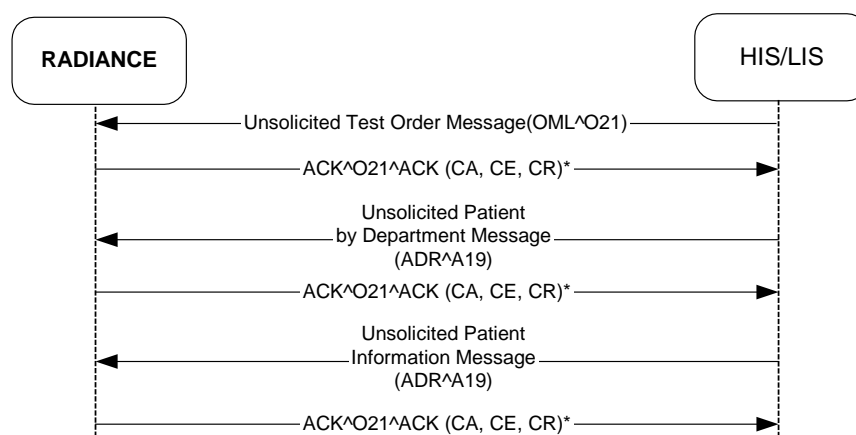 RADIANCE
HIS/LIS
Unsolicited Test Order Message(OML^O21)
ACK^O21^ACK (CA, CE, CR)*
Unsolicited Patient
by Department Message
(ADR^A19)
ACK^O21^ACK (CA, CE, CR)*
Unsolicited Patient
Information Message
(ADR^A19)
ACK^O21^ACK (CA, CE, CR)*